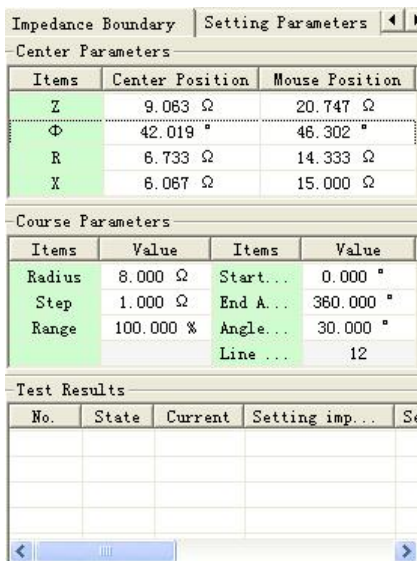 Impedance Boundary Setting Parameters
Center Parameters
Items Center Position Mouse Position
Z 9.063 Ω 20.747 Ω
Φ 42.019 ° 46.302 °
R 6.733 Ω 14.333 Ω
X 6.067 Ω 15.000 Ω
Course Parameters
Items Value Items Value
Radius 8.000 Ω Start... 0.000 °
Step 1.000 Ω End A... 360.000 °
Range 100.000 % Angle... 30.000 °
Line ... 12
Test Results
No. State Current Setting imp... Se